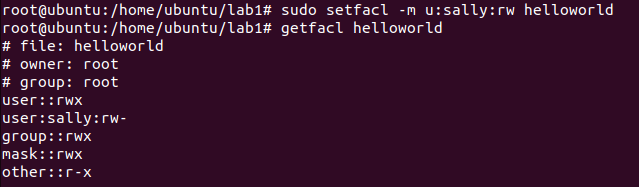 root@ubuntu:/home/ubuntu/lab1# sudo setfacl -m u:sally:rw helloworld
root@ubuntu:/home/ubuntu/lab1# getfacl helloworld
# file: helloworld
# owner: root
# group: root
user::rwx
user:sally:rw-
group::rwx
mask::rwx
other::r-x